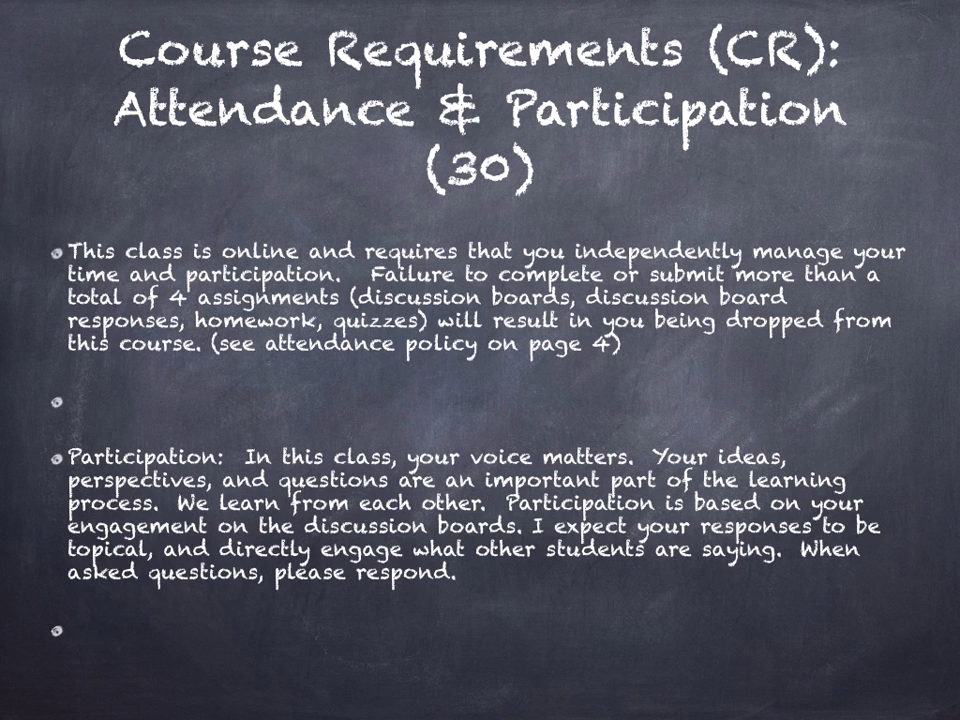 Course Requirements (CR):
Attendance & Participation
(30)
This class is online and requires that you independently manage your
time and participation.   Failure to complete or submit more than a
total of 4 assignments (discussion boards, discussion board
responses, homework, quizzes) will result in you being dropped from
this course. (see attendance policy on page 4)
Participation:  In this class, your voice matters.  Your ideas,
perspectives, and questions are an important part of the learning
process.  We learn from each other.  Participation is based on your
engagement on the discussion boards. I expect your responses to be
topical, and directly engage what other students are saying.  When
asked questions, please respond.